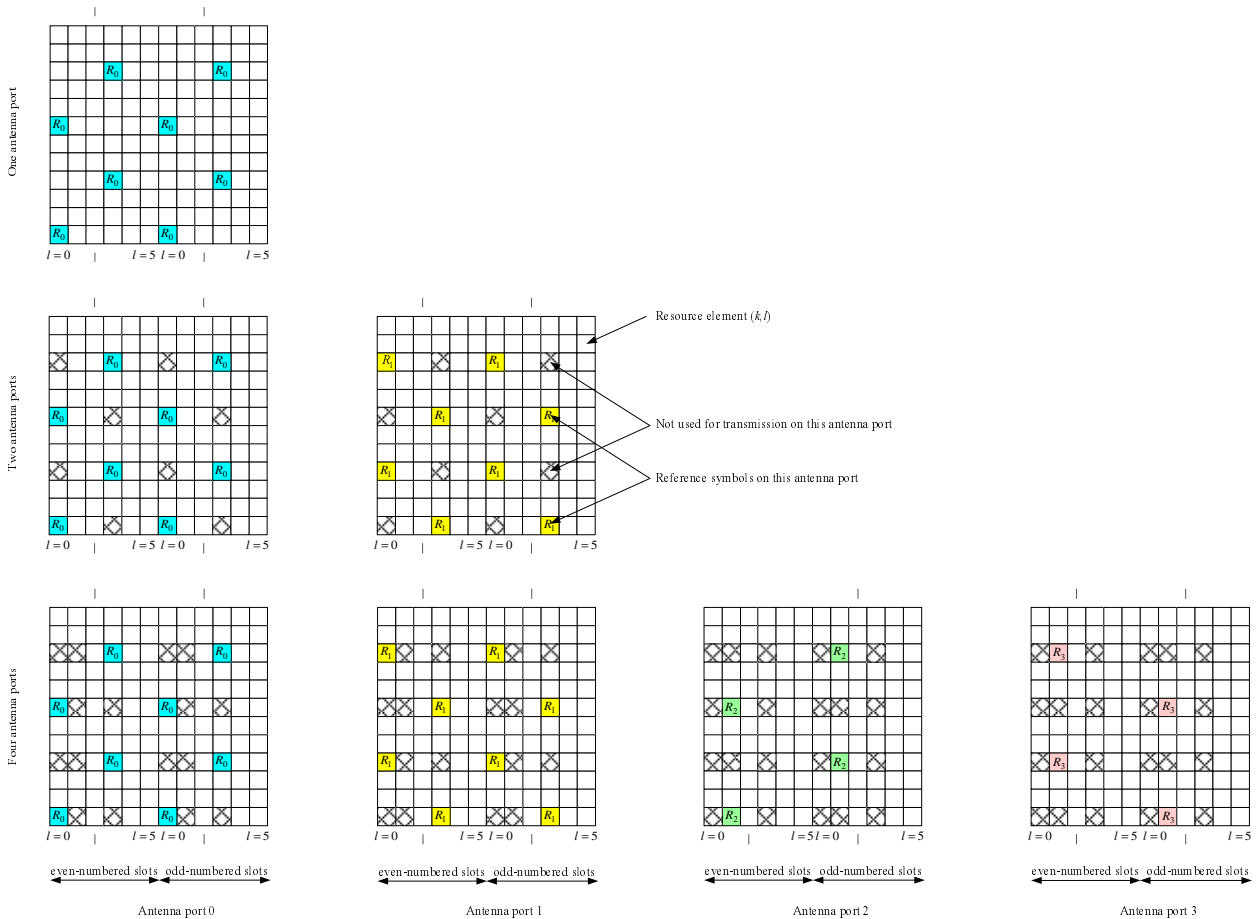 One antenna port
R0 R0
R0 R0
R0 R0
R0 R0
l = 0 l = 5 l = 0 l = 5
Two antenna ports
R0 R0
R0 R0
R0 R0
R0 R0
l = 0 l = 5 l = 0 l = 5
R1 R1
R1 R1
R1 R1
R1 R1
l = 0 l = 5 l = 0 l = 5
Resource element (k,l)
Not used for transmission on this antenna port
Reference symbols on this antenna port
Four antenna ports
R0 R0
R0 R0
R0 R0
R0 R0
l = 0 l = 5 l = 0 l = 5
even-numbered slots odd-numbered slots
Antenna port 0
R1 R1
R1 R1
R1 R1
R1 R1
l = 0 l = 5 l = 0 l = 5
even-numbered slots odd-numbered slots
Antenna port 1
R2
R2
R2
R2
l = 0 l = 5 l = 0 l = 5
even-numbered slots odd-numbered slots
Antenna port 2
R3
R3
R3
R3
l = 0 l = 5 l = 0 l = 5
even-numbered slots odd-numbered slots
Antenna port 3